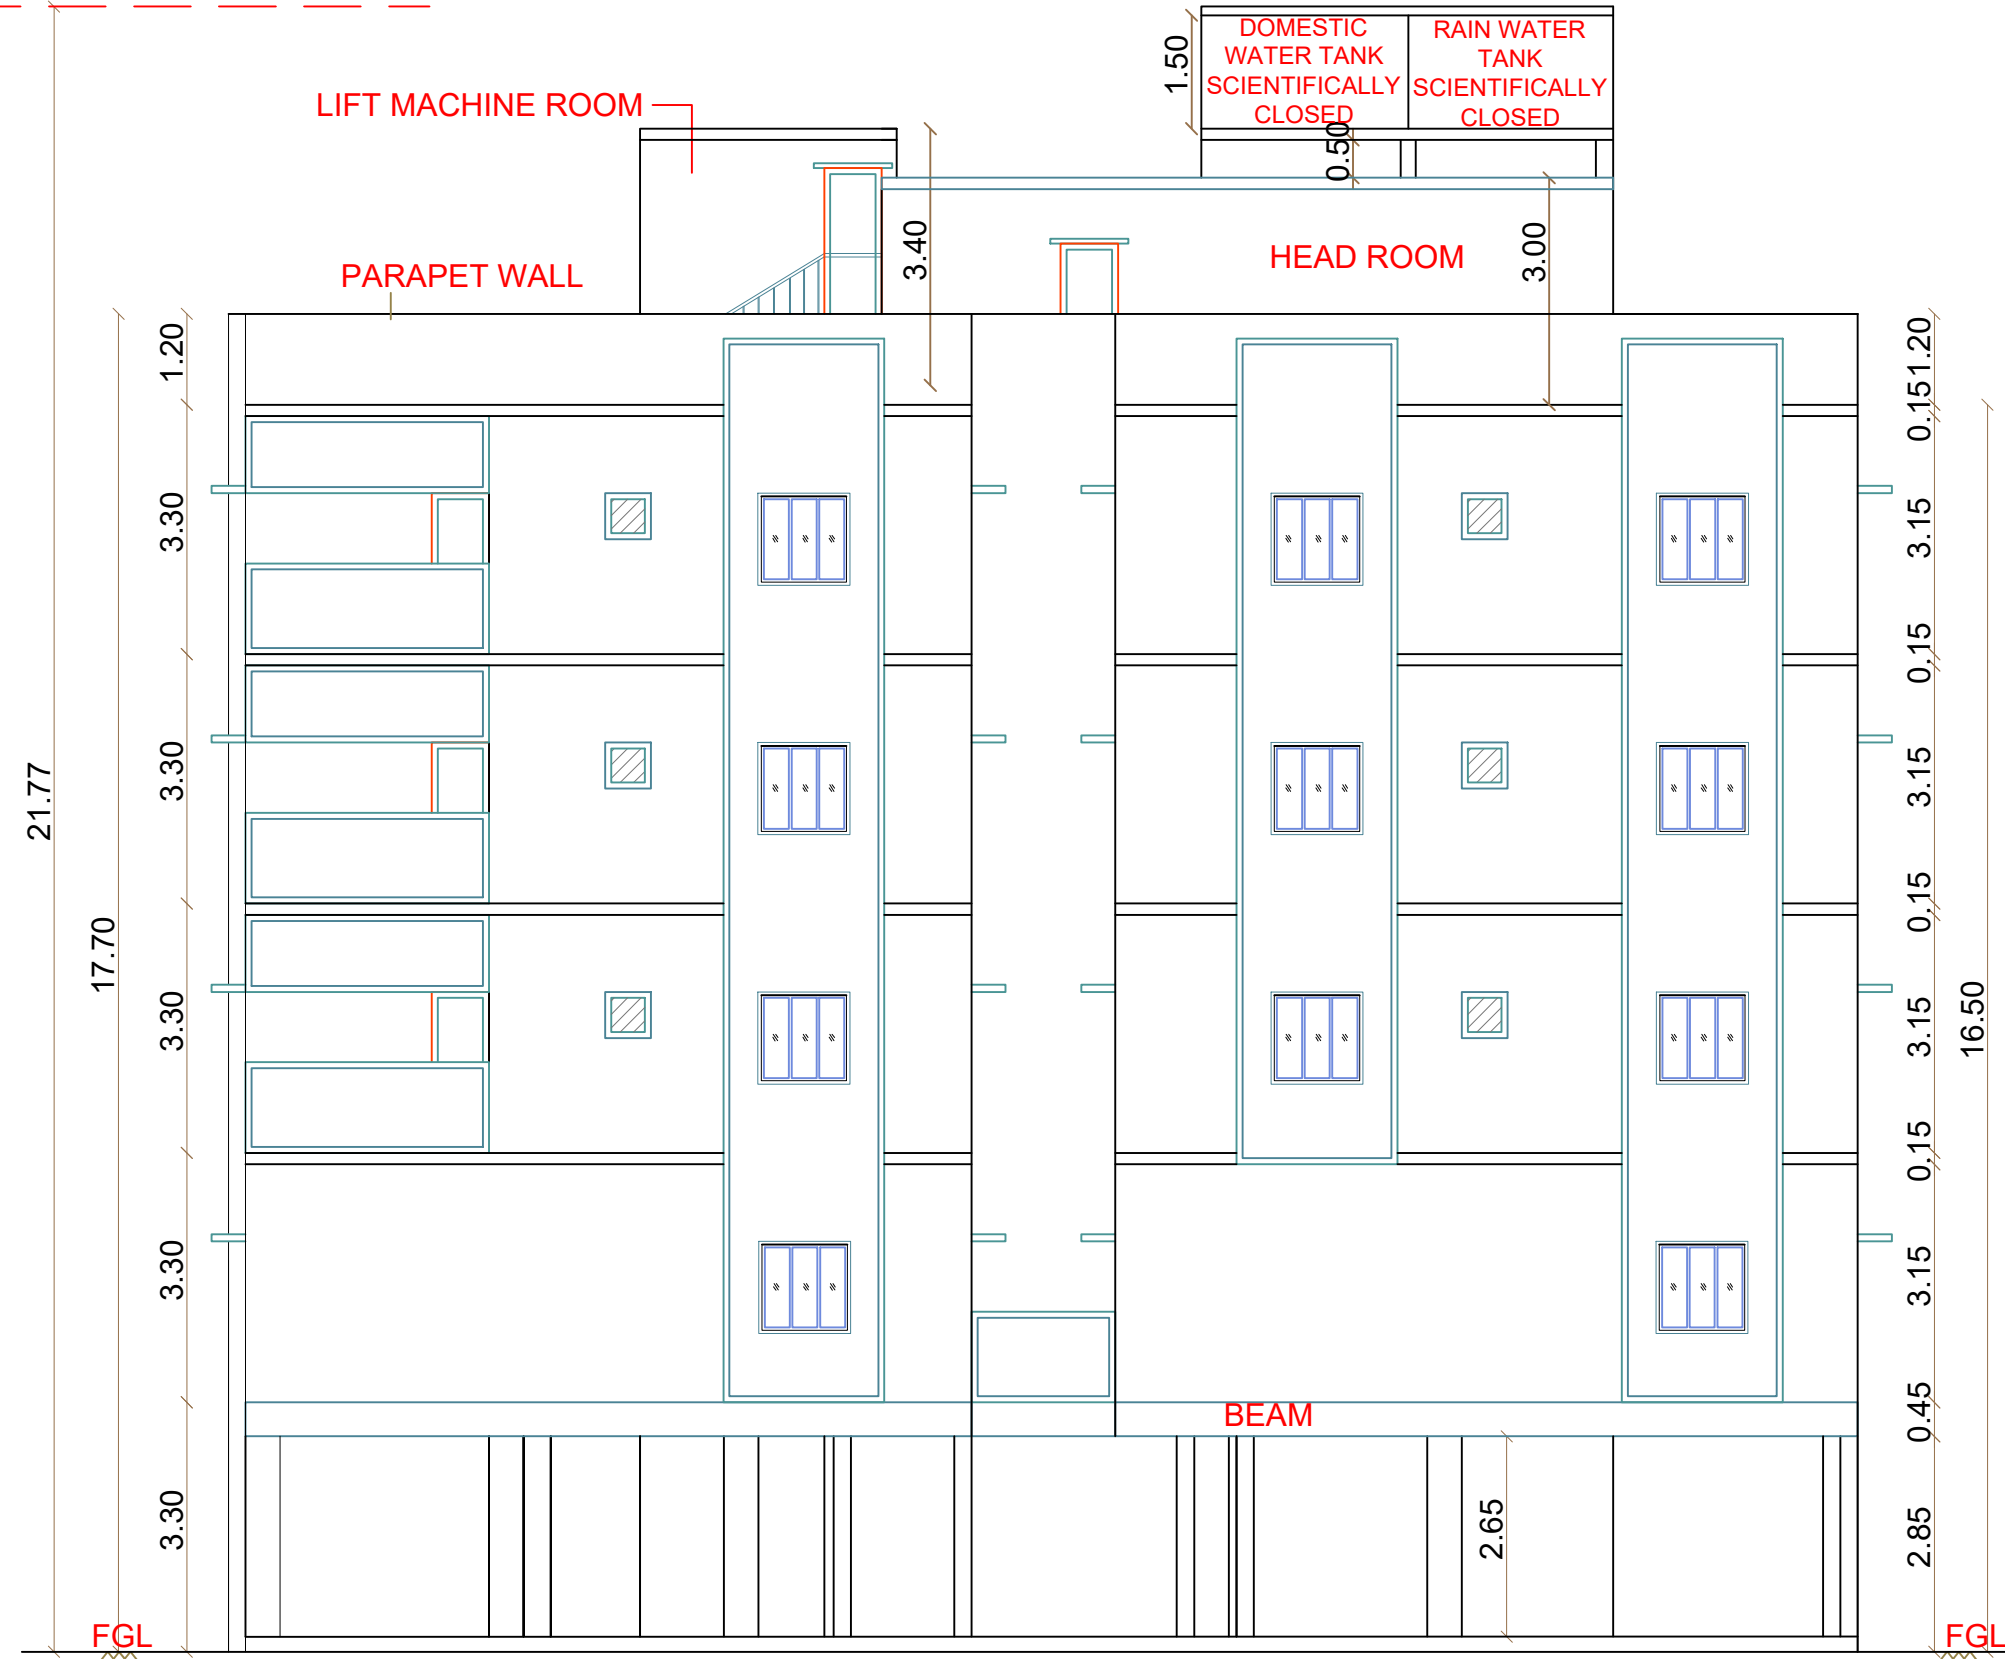 DOMESTIC
WATER TANK
SCIENTIFICALLY
CLOSED
RAIN WATER
TANK
SCIENTIFICALLY
CLOSED
1.50
LIFT MACHINE ROOM
0.50
3.40
HEAD ROOM
3.00
PARAPET WALL
1.20
1.20
0.15
3.30
3.15
0.15
3.30
3.15
21.77
0.15
17.70
3.30
3.15
16.50
0.15
3.30
3.15
BEAM
0.45
3.30
2.65
2.85
FGL
FGL